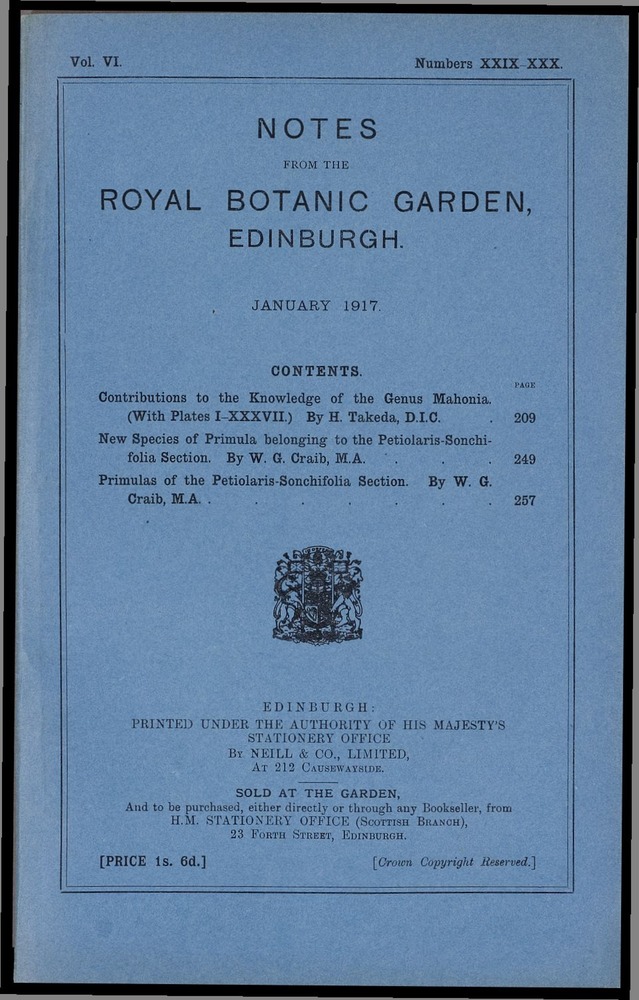 Vol. VI. Numbers XXIX-XXX.
NOTES
FROM THE
ROYAL BOTANIC GARDEN,
EDINBURGH.
JANUARY 1917.
CONTENTS.
PAGE
Contributions to the Knowledge of the Genus Mahonia.
(With Plates I-XXXVII.) By H. Takeda, D.I.C. . 209
New Species of Primula belonging to the Petiolaris-Sonchi-
folia Section. By W. G. Craib, M.A. . . . 249
Primulas of the Petiolaris-Sonchifolia Section. By W. G.
Craib, M.A. . . . . . . . 257
EDINBURGH:
PRINTED UNDER THE AUTHORITY OF HIS MAJESTY'S
STATIONERY OFFICE
By NEILL & CO., LIMITED,
At 212 Causewayside.
SOLD AT THE GARDEN,
And to be purchased, either directly or through any Bookseller, from
H.M. STATIONERY OFFICE (Scottish Branch),
23 Forth Street, Edinburgh.
[PRICE 1s. 6d.] [Crown Copyright Reserved.]